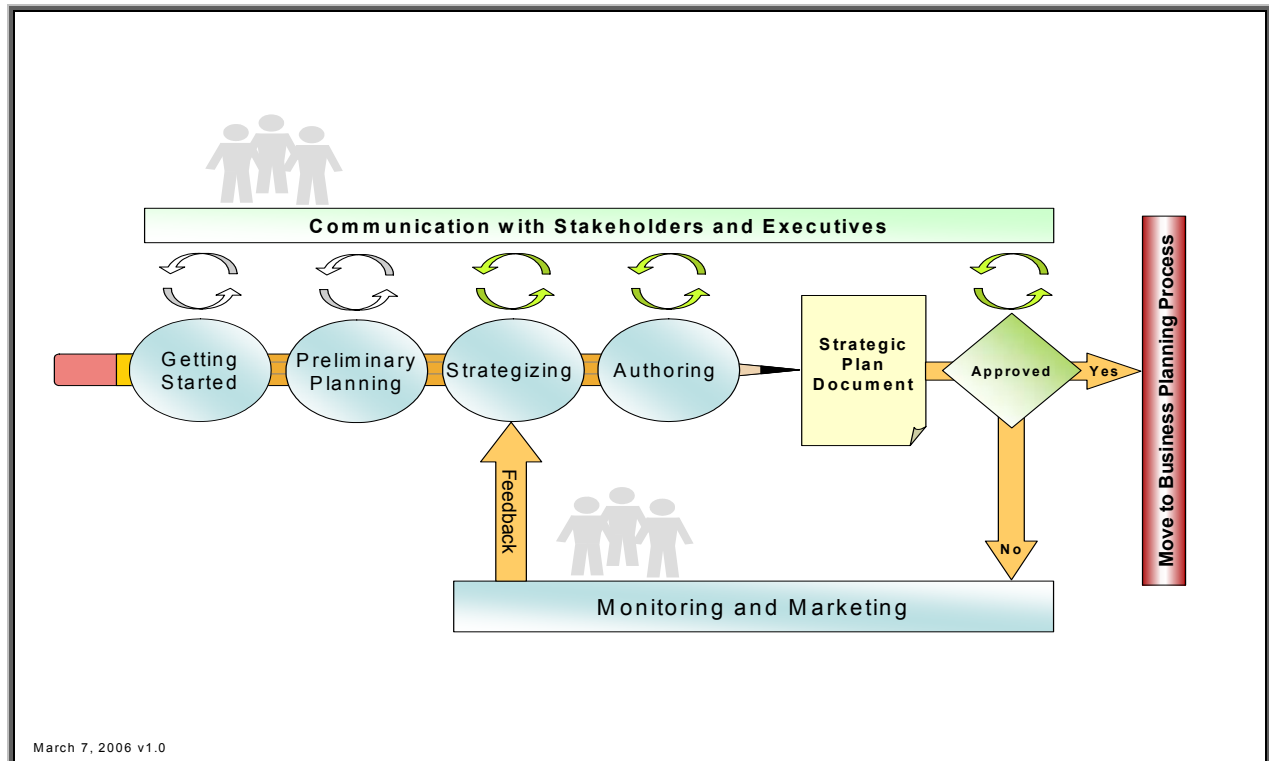 Communication with Stakeholders and Executives
Getting
Started
Preliminary
Planning
Strategizing
Authoring
Strategic
Plan
Document
Approved
Yes
Move to Business Planning Process
Feedback
No
Monitoring and Marketing
March 7, 2006 v1.0